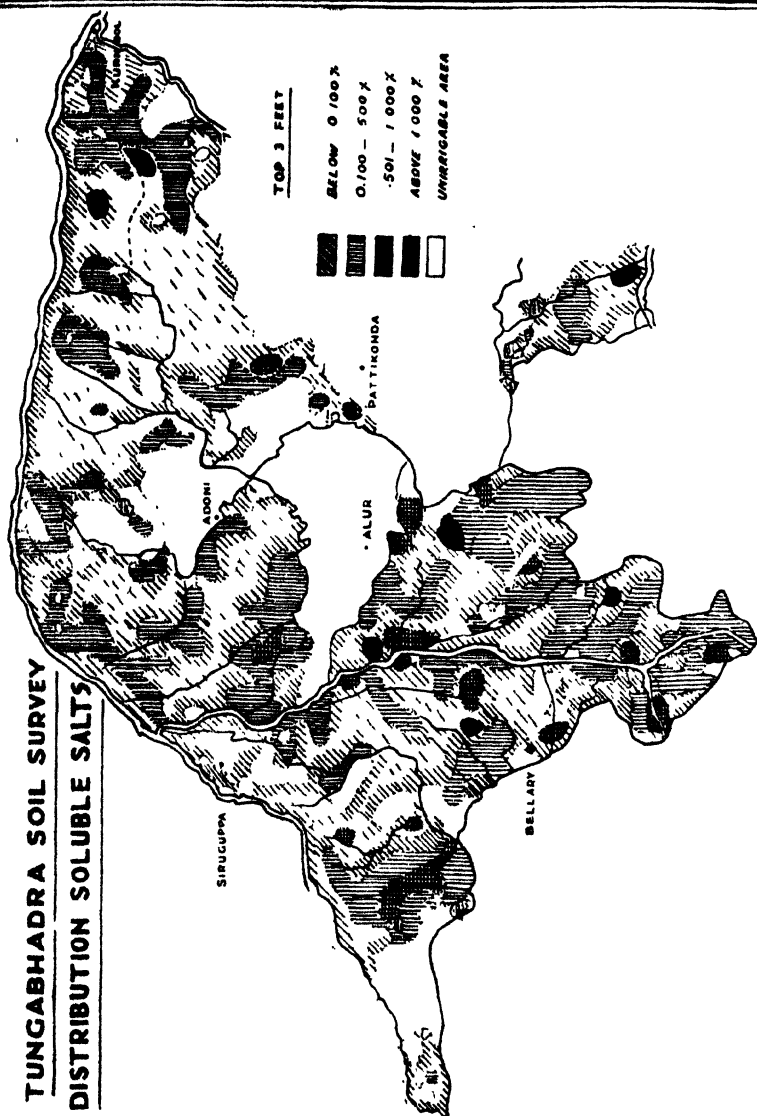 TUNGABHADRA SOIL SURVEY
DISTRIBUTION SOLUBLE SALTS
TOP 3 FEET
BELOW 0 100%
0.100 – 500%
·501 – 1 000%
ABOVE 1 000%
UNIRRIGABLE AREA
KURNOOL
ADONI
PATTIKONDA
ALUR
SIRUGUPPA
BELLARY